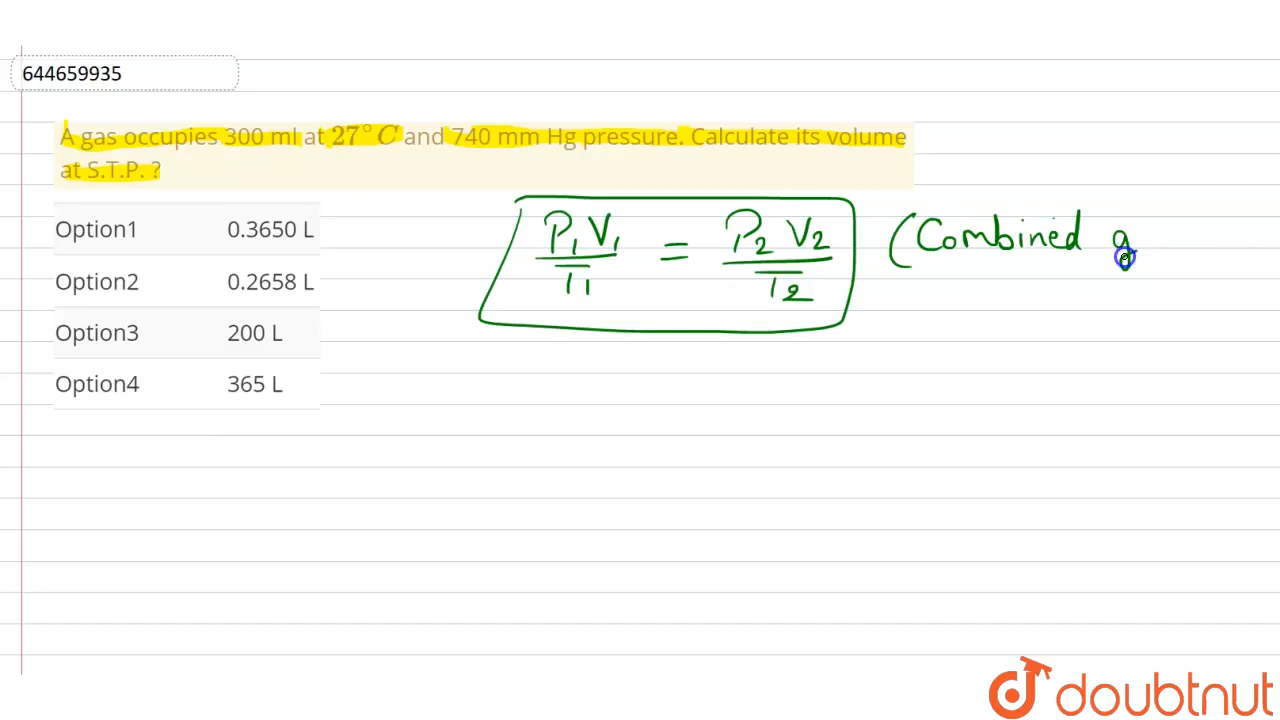 644659935
A gas occupies 300 ml at 27°C and 740 mm Hg pressure. Calculate its volume
at S.T.P. ?
Option1 0.3650 L
Option2 0.2658 L
Option3 200 L
Option4 365 L
P₁ V₁ / T₁ = P₂ V₂ / T₂ (Combined g
doubtnut